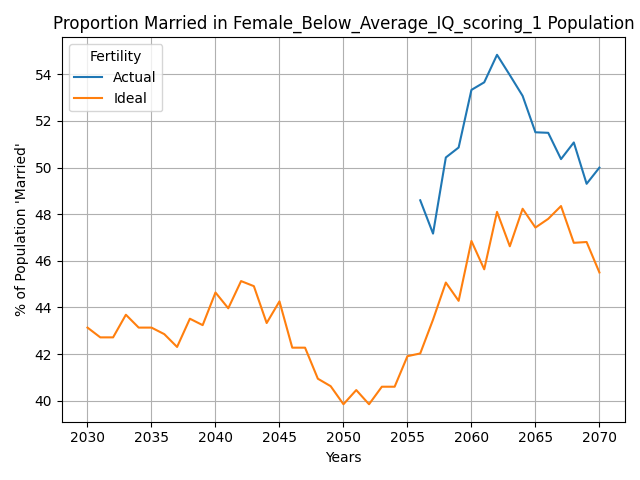 Proportion Married in Female_Below_Average_IQ_scoring_1 Population
Fertility
Actual
Ideal
% of Population 'Married'
54
52
50
48
46
44
42
40
2030
2035
2040
2045
2050
2055
2060
2065
2070
Years